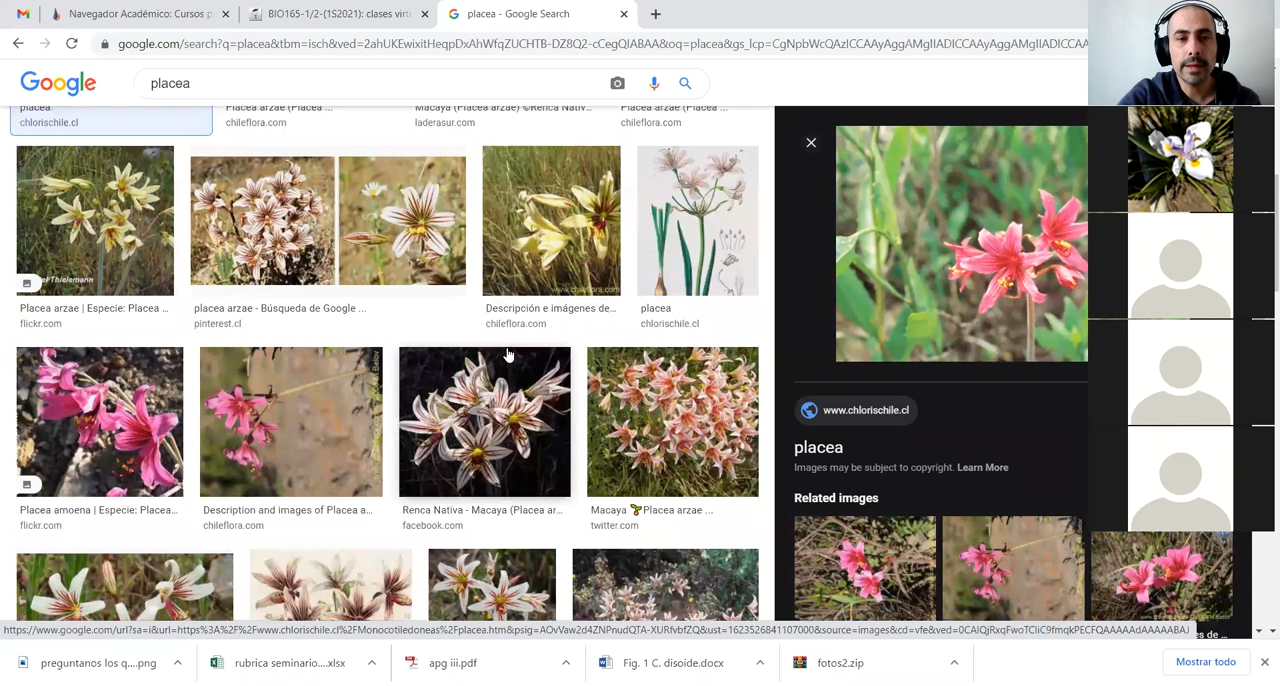 Navegador Académico: Cursos p
BIO165-1/2-(1S2021): clases virtu
placea - Google Search
google.com/search?q=placea&tbm=isch&ved=2ahUKEwixitHeqpDxAhWfqZUCHTB-DZ8Q2-cCegQIABAA&oq=placea&gs_lcp=CgNpbWcQAzICCAAyAggAMgIIADICCAAyAggAMgIIADICCAAyAggAMgIIADICCAA
Google
placea
placea
Placea arzae (Placea ...
Macaya (Placea arzae) ©Renca Nativ...
Placea arzae (Placea ...
chlorischile.cl
chileflora.com
laderasur.com
chileflora.com
www.chileflora.com
Placea arzae | Especie: Placea ...
placea arzae - Búsqueda de Google ...
Descripción e imágenes de...
placea
flickr.com
pinterest.cl
chileflora.com
chlorischile.cl
www.chlorischile.cl
placea
Images may be subject to copyright. Learn More
Related images
Placea amoena | Especie: Placea...
Description and images of Placea a...
Renca Nativa - Macaya (Placea ar...
Macaya 🌱Placea arzae ...
flickr.com
chileflora.com
facebook.com
twitter.com
preguntanos los q....png
rubrica seminario....xlsx
apg iii.pdf
Fig. 1 C. disoide.docx
fotos2.zip
Mostrar todo